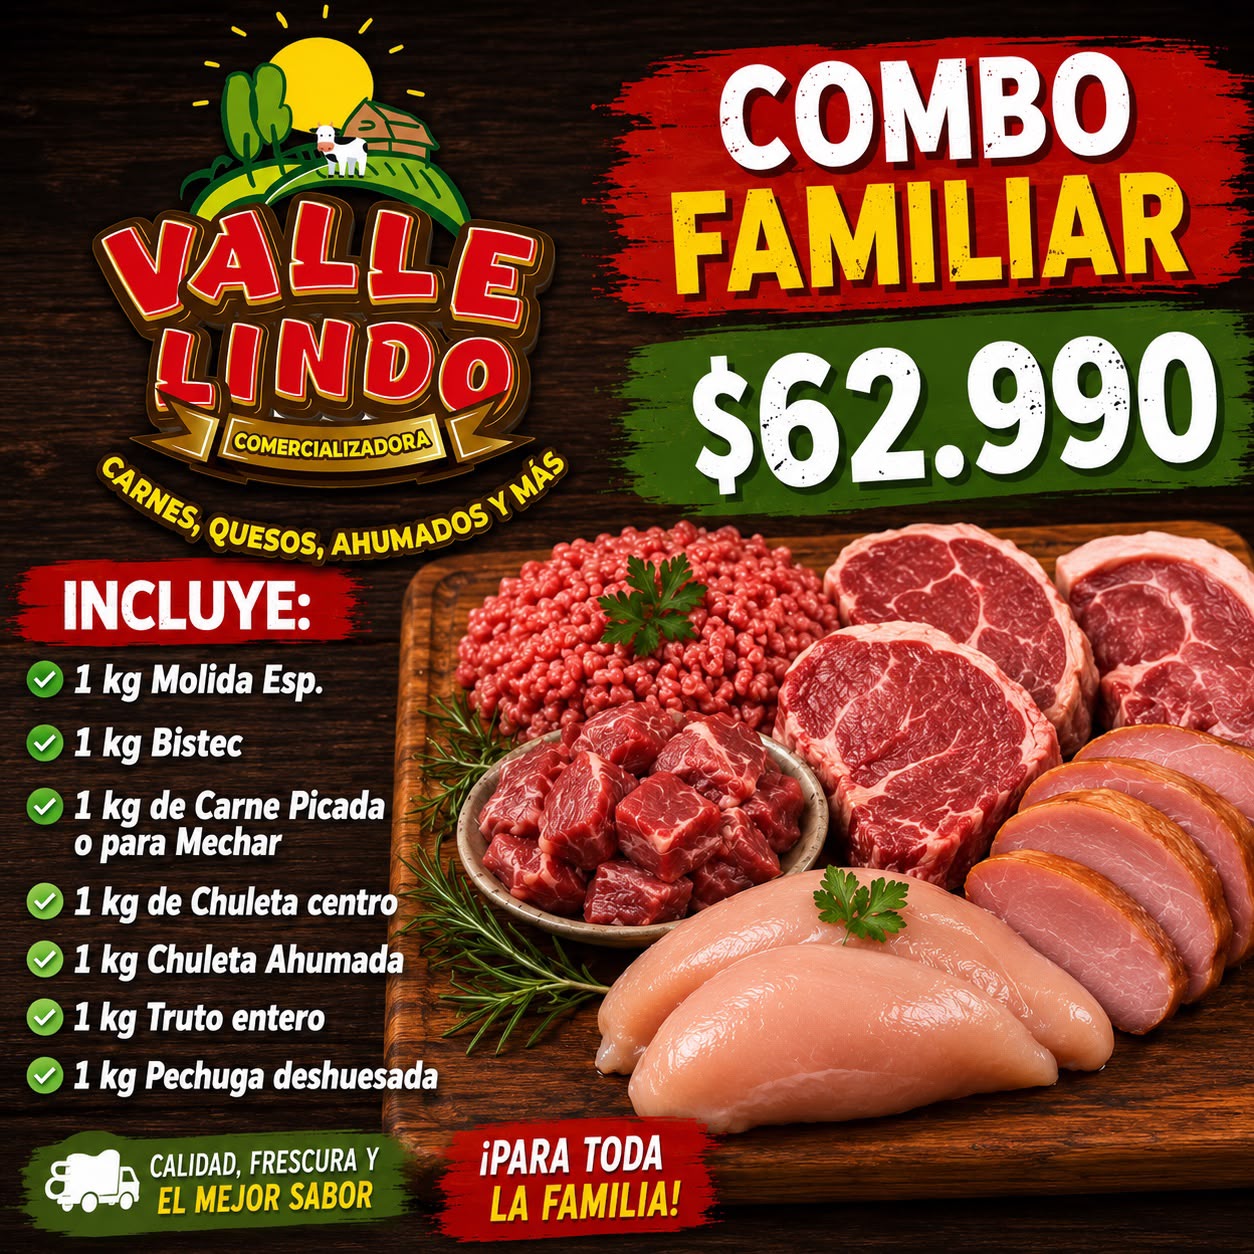 VALLE
LINDO
COMERCIALIZADORA
CARNES, QUESOS, AHUMADOS Y MÁS
COMBO
FAMILIAR
$62.990
INCLUYE:
1 kg Molida Esp.
1 kg Bistec
1 kg de Carne Picada
o para Mechar
1 kg de Chuleta centro
1 kg Chuleta Ahumada
1 kg Truto entero
1 kg Pechuga deshuesada
CALIDAD, FRESCURA Y
EL MEJOR SABOR
¡PARA TODA
LA FAMILIA!